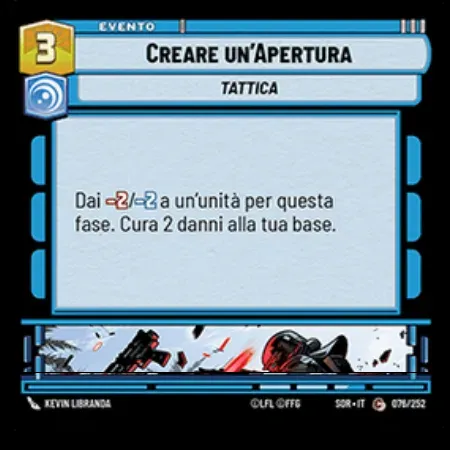 3
EVENTO
CREARE UN'APERTURA
TATTICA
Dai -2/-2 a un'unità per questa
fase. Cura 2 danni alla tua base.
KEVIN LIBRANDA ©LFL ©FFG SOR • IT C 076/252